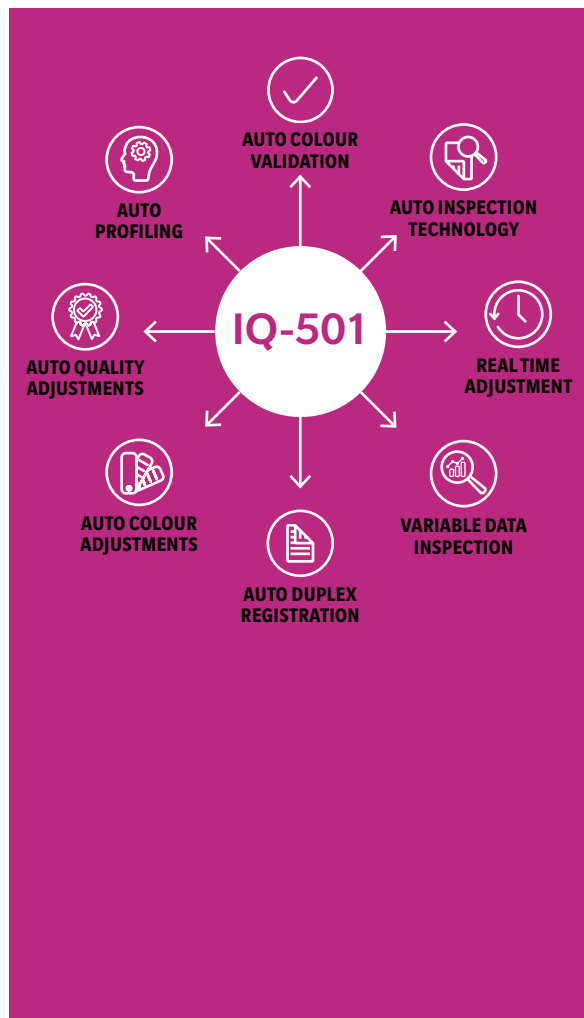 AUTO COLOUR
VALIDATION
AUTO
PROFILING
AUTO INSPECTION
TECHNOLOGY
IQ-501
AUTO QUALITY
ADJUSTMENTS
REAL TIME
ADJUSTMENT
AUTO COLOUR
ADJUSTMENTS
VARIABLE DATA
INSPECTION
AUTO DUPLEX
REGISTRATION